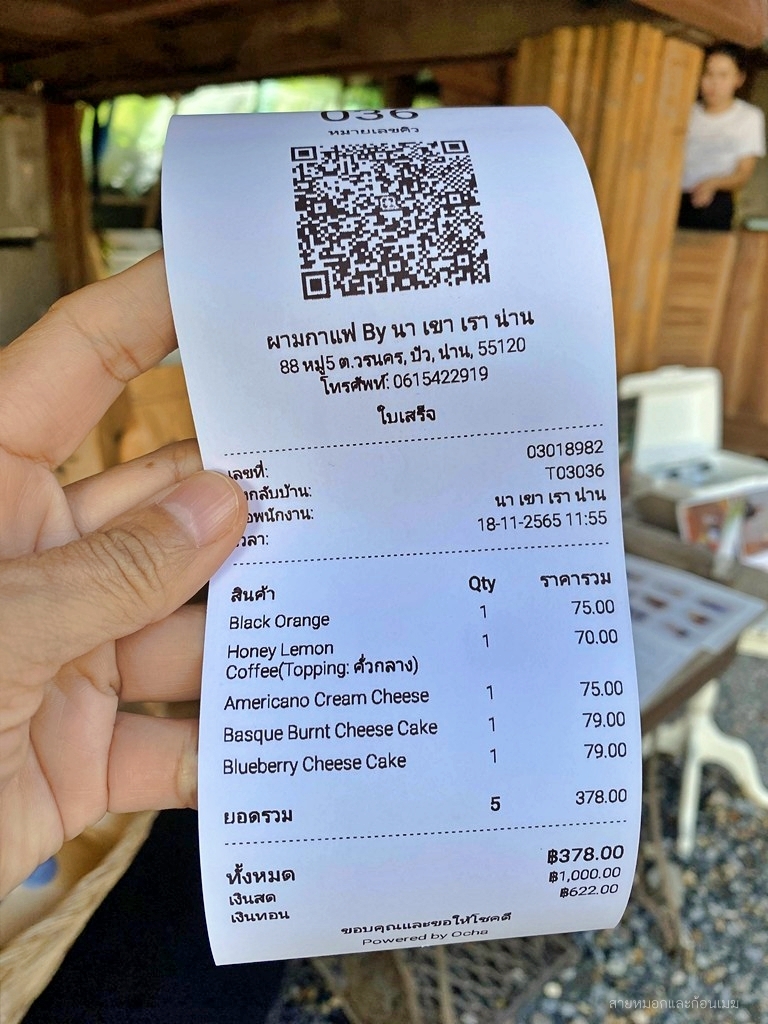 036
หมายเลขคิว
ผามกาแฟ By นา เขา เรา น่าน
88 หมู่5 ต.วรนคร, ปัว, น่าน, 55120
โทรศัพท์: 0615422919
ใบเสร็จ
เลขที่: 03018982
กลับบ้าน: T03036
พนักงาน: นา เขา เรา น่าน
เวลา: 18-11-2565 11:55
สินค้า Qty ราคารวม
Black Orange 1 75.00
Honey Lemon 1 70.00
Coffee(Topping: คั่วกลาง)
Americano Cream Cheese 1 75.00
Basque Burnt Cheese Cake 1 79.00
Blueberry Cheese Cake 1 79.00
ยอดรวม 5 378.00
ทั้งหมด ฿378.00
เงินสด ฿1,000.00
เงินทอน ฿622.00
ขอบคุณและขอให้โชคดี
Powered by Ocha
สายหมอกและก้อนเมฆ